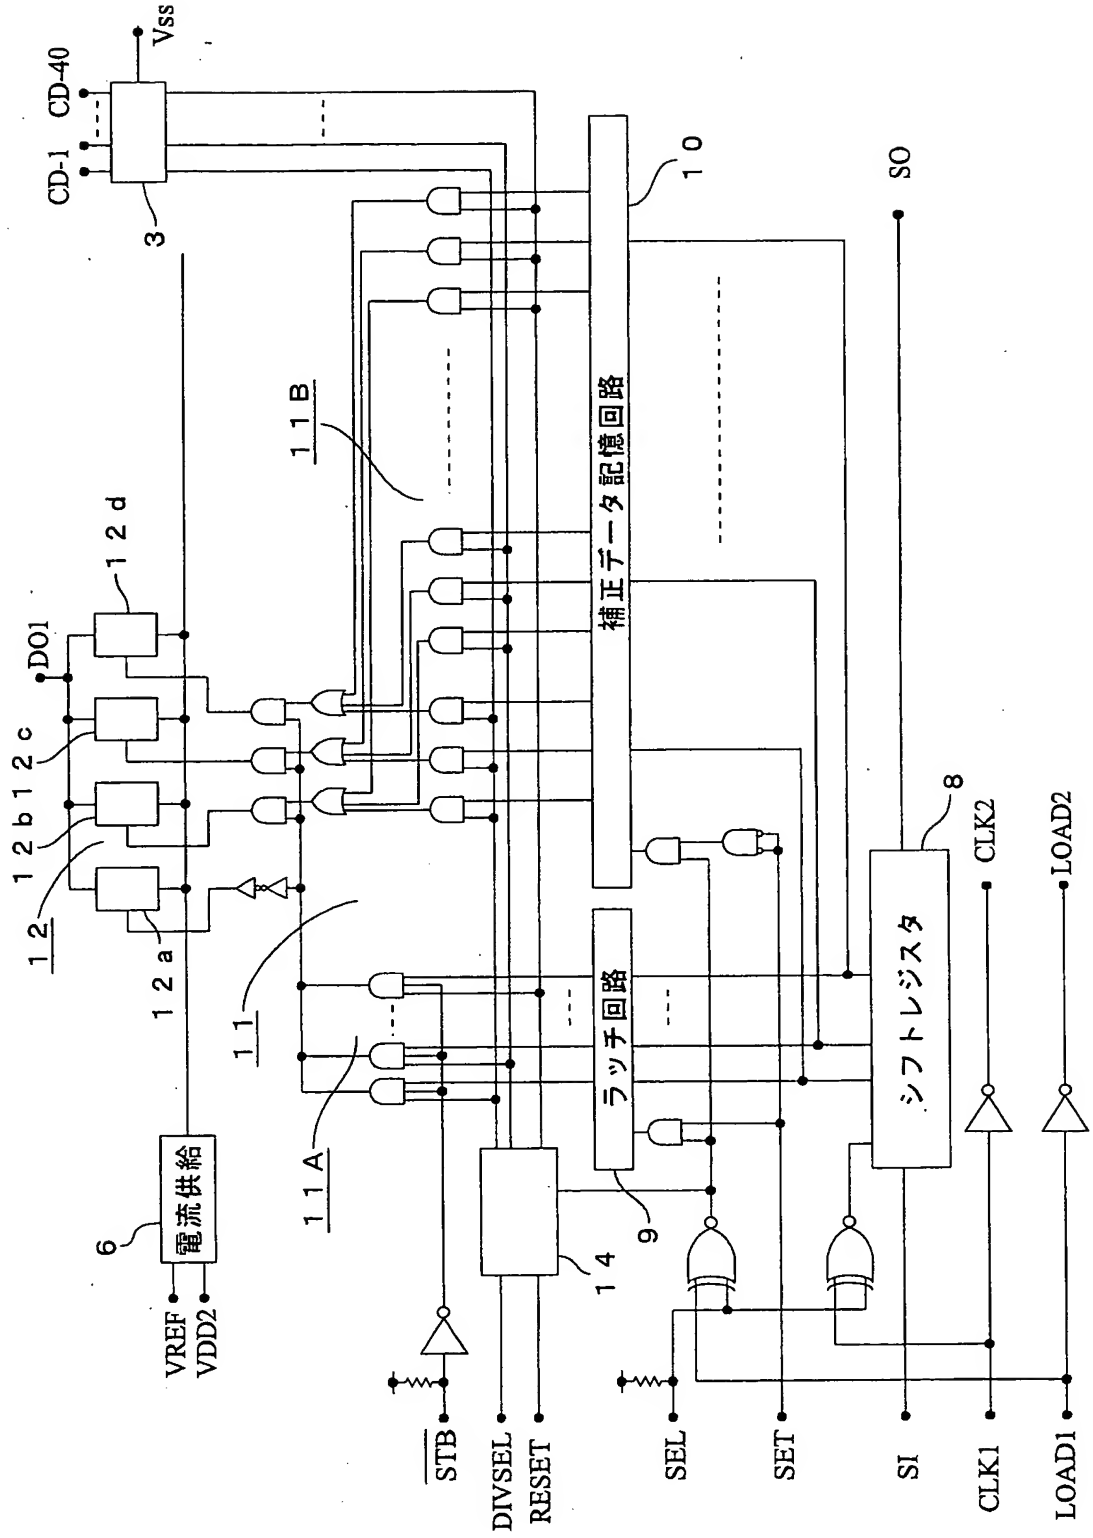 VREF
VDD2
6
電流供給
12
12a
12b
12c
12d
DO1
3
CD-1
CD-40
Vss
11
11A
11B
STB
DIVSEL
RESET
14
9
ラッチ回路
補正データ記憶回路
10
SEL
SET
SI
CLK1
LOAD1
シフトレジスタ
8
CLK2
LOAD2
SO